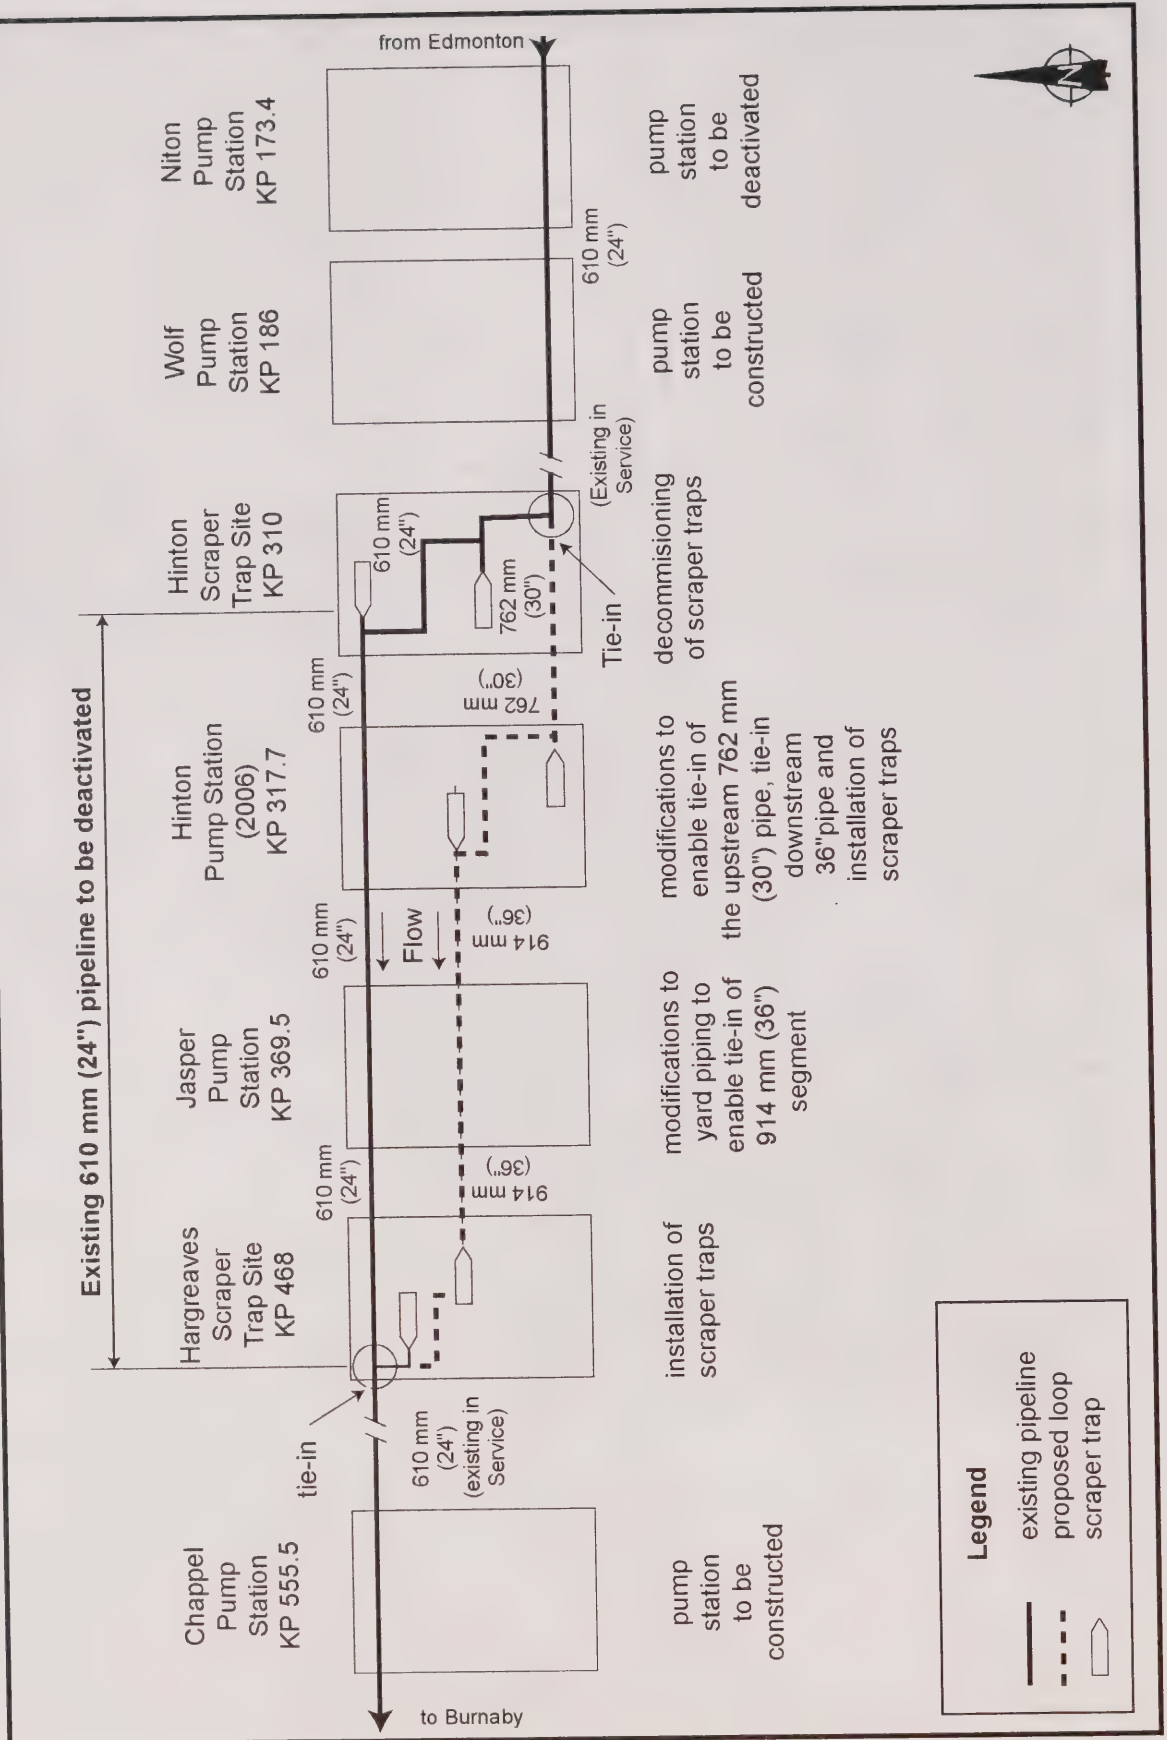 Existing 610 mm (24") pipeline to be deactivated
Chappel
Pump
Station
KP 555.5
Hargreaves
Scraper
Trap Site
KP 468
Jasper
Pump
Station
KP 369.5
Hinton
Pump Station
(2006)
KP 317.7
Hinton
Scraper
Trap Site
KP 310
Wolf
Pump
Station
KP 186
Niton
Pump
Station
KP 173.4
tie-in
610 mm
(24")
610 mm
(24")
610 mm
(24")
610 mm
(24")
from Edmonton
to Burnaby
610 mm
(24")
(existing in
Service)
914 mm
(36")
Flow
914 mm
(36")
762 mm
(30")
762 mm
(30")
Tie-in
(Existing in
Service)
610 mm
(24")
pump
station
to be
constructed
installation of
scraper traps
modifications to
yard piping to
enable tie-in of
914 mm (36")
segment
modifications to
enable tie-in of
the upstream 762 mm
(30") pipe, tie-in
downstream
36"pipe and
installation of
scraper traps
decommisioning
of scraper traps
pump
station
to be
constructed
pump
station
to be
deactivated
Legend
existing pipeline
proposed loop
scraper trap
N